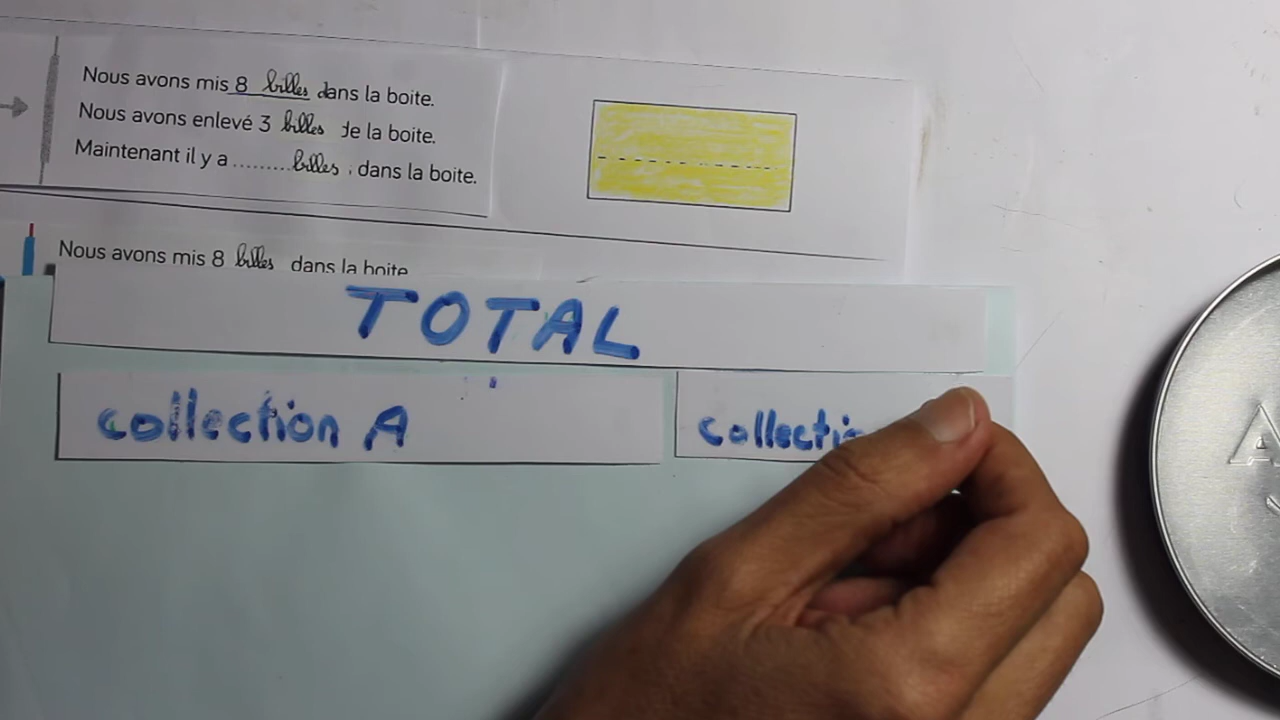 Nous avons mis 8 billes dans la boite.
Nous avons enlevé 3 billes de la boite.
Maintenant il y a ......... billes . dans la boite.
Nous avons mis 8 billes dans la boite
TOTAL
collection A